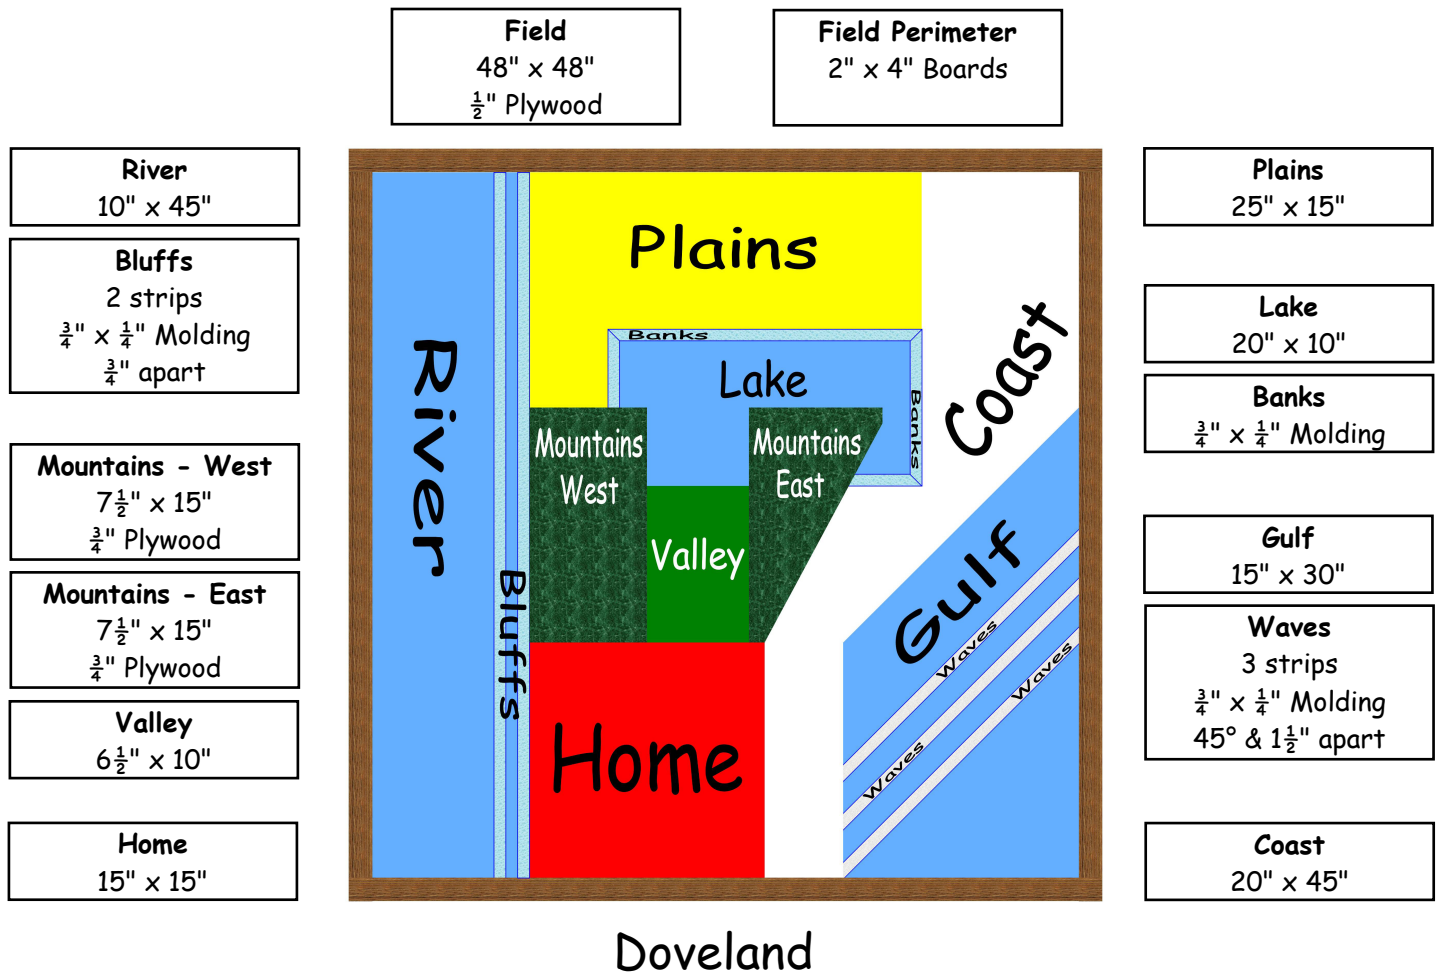 Field
48" x 48"
½" Plywood
Field Perimeter
2" x 4" Boards
River
10" x 45"
Bluffs
2 strips
¾" x ¼" Molding
¾" apart
Mountains - West
7½" x 15"
¾" Plywood
Mountains - East
7½" x 15"
¾" Plywood
Valley
6½" x 10"
Home
15" x 15"
Plains
Banks
Lake
Banks
Coast
River
Mountains
West
Mountains
East
Valley
Bluffs
Gulf
Waves
Waves
Waves
Home
Plains
25" x 15"
Lake
20" x 10"
Banks
¾" x ¼" Molding
Gulf
15" x 30"
Waves
3 strips
¾" x ¼" Molding
45° & 1½" apart
Coast
20" x 45"
Doveland